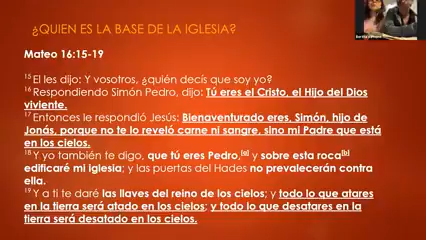 ¿QUIEN ES LA BASE DE LA IGLESIA?
Mateo 16:15-19
15 El les dijo: Y vosotros, ¿quién decís que soy yo?
16 Respondiendo Simón Pedro, dijo: Tú eres el Cristo, el Hijo del Dios
viviente.
17 Entonces le respondió Jesús: Bienaventurado eres, Simón, hijo de
Jonás, porque no te lo reveló carne ni sangre, sino mi Padre que está
en los cielos.
18 Y yo también te digo, que tú eres Pedro,[a] y sobre esta roca[b]
edificaré mi iglesia; y las puertas del Hades no prevalecerán contra
ella.
19 Y a ti te daré las llaves del reino de los cielos; y todo lo que atares
en la tierra será atado en los cielos; y todo lo que desatares en la
tierra será desatado en los cielos.